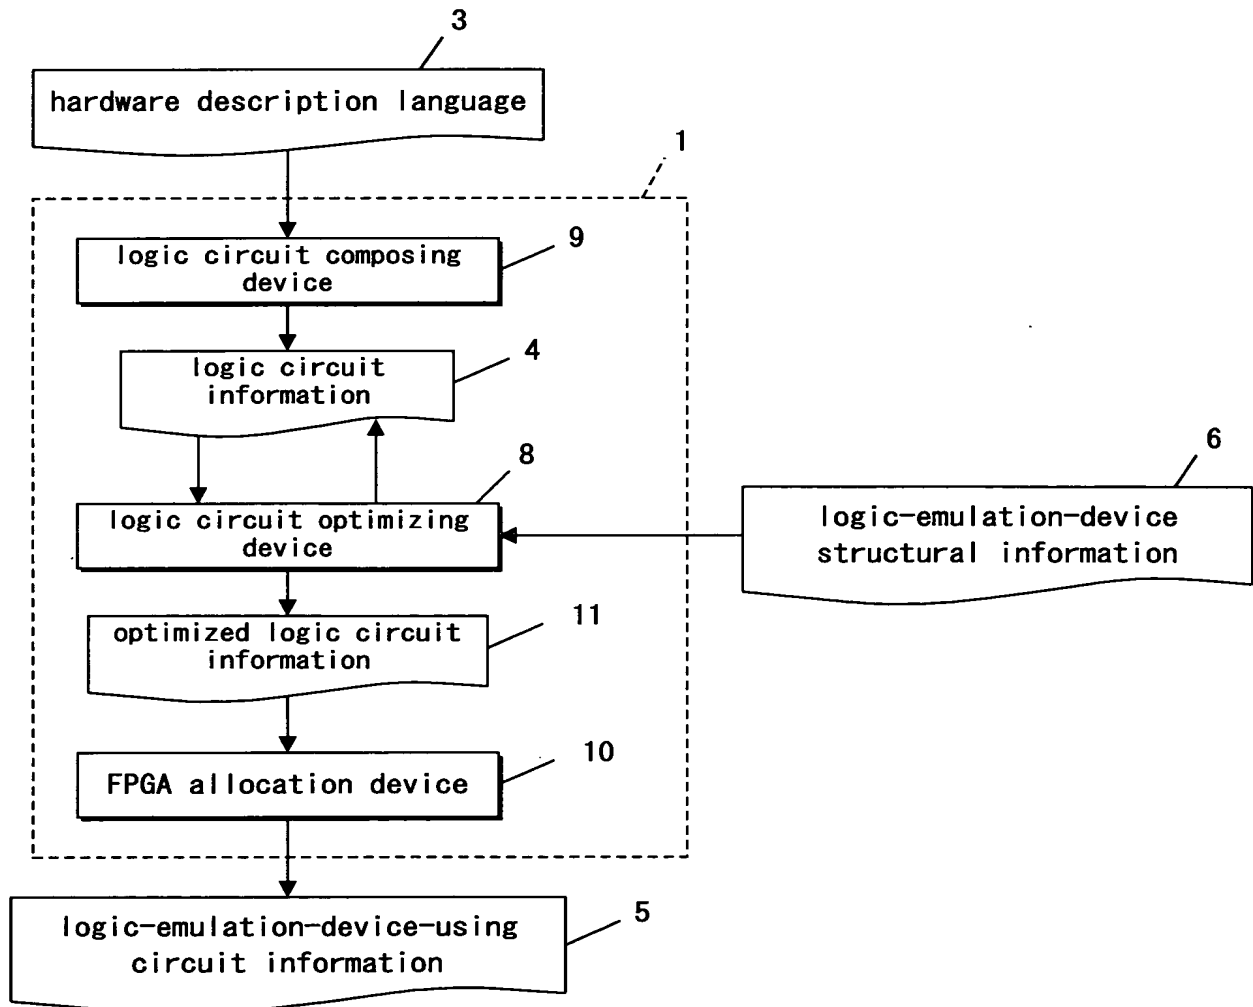 3
hardware description language
1
logic circuit composing
device
9
logic circuit
information
4
8
logic circuit optimizing
device
6
logic-emulation-device
structural information
optimized logic circuit
information
11
FPGA allocation device
10
logic-emulation-device-using
circuit information
5